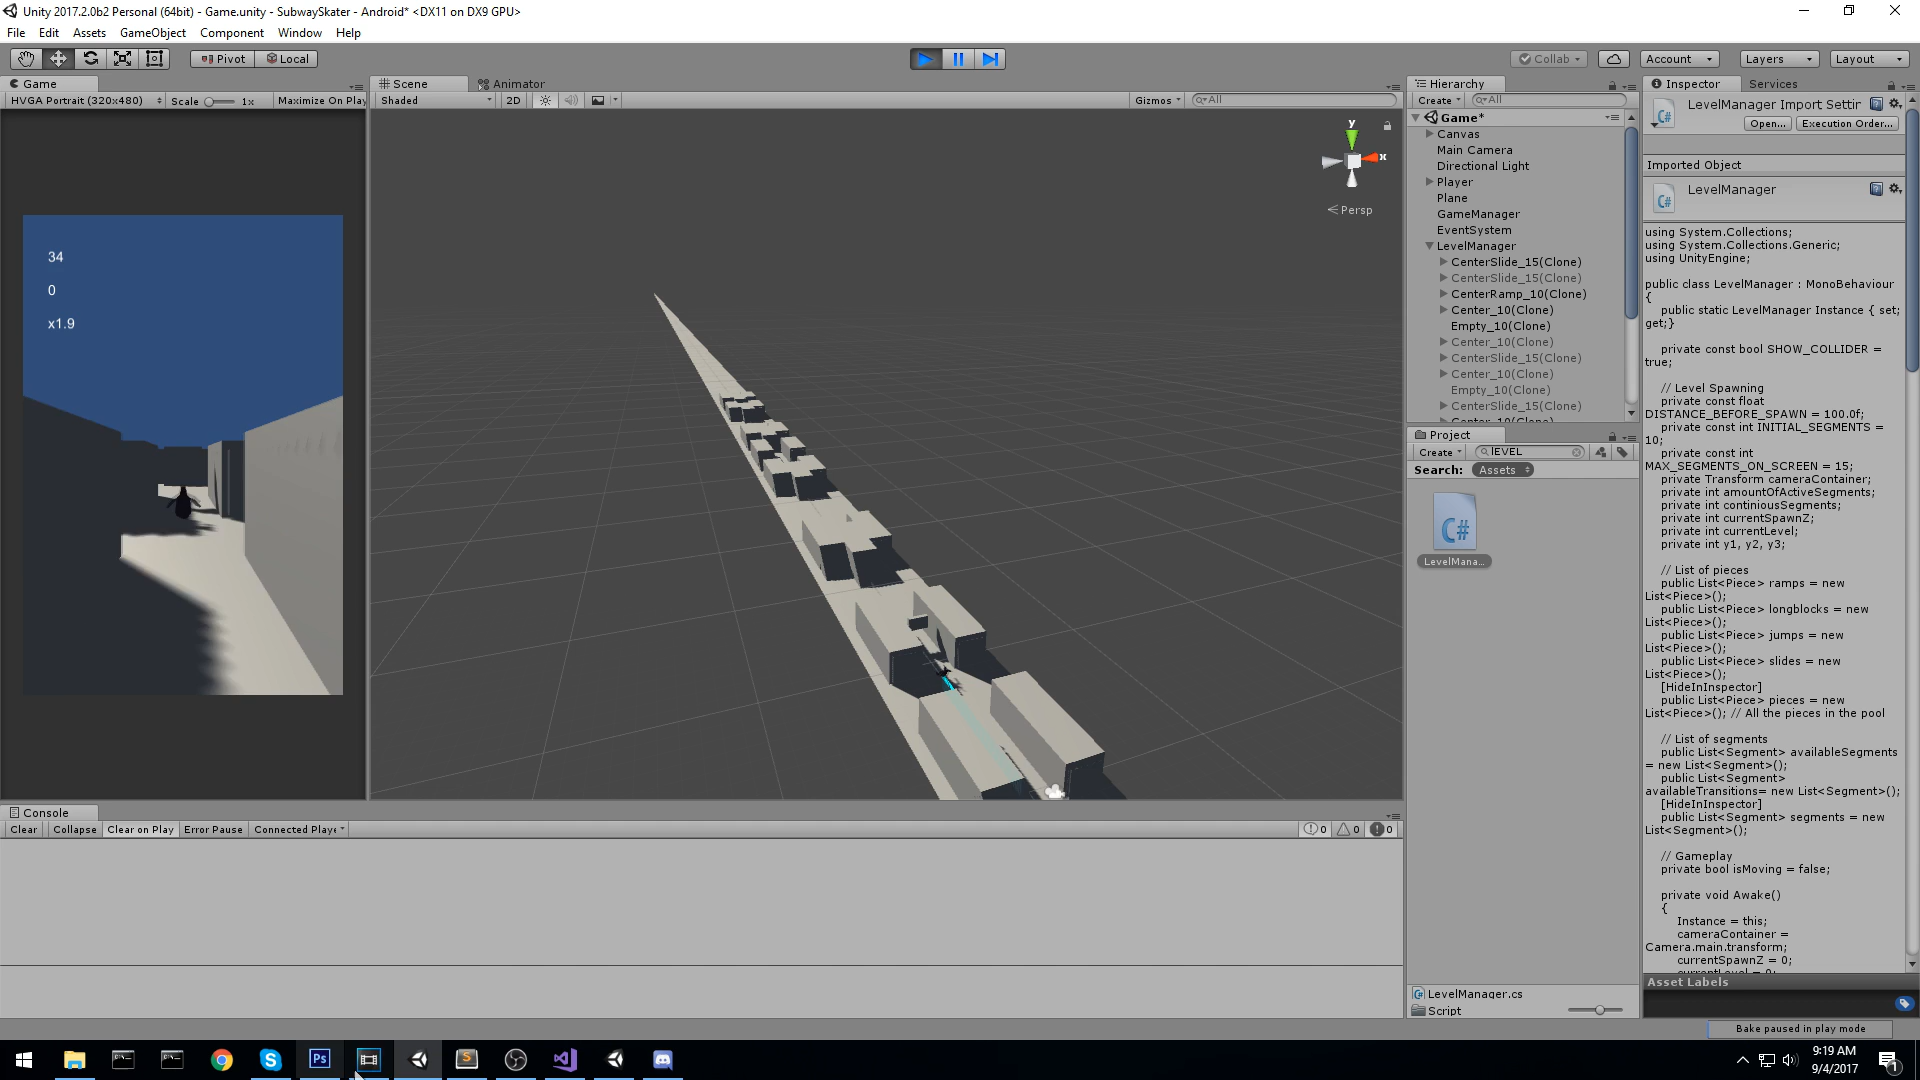 Unity 2017.2.0b2 Personal (64bit) - Game.unity - SubwaySkater - Android* <DX11 on DX9 GPU>
File Edit Assets GameObject Component Window Help
Pivot Local Collab Account Layers Layout
Game
HVGA Portrait (320x480) Scale 1x Maximize On Play
34
0
x1.9
Scene Animator
Shaded 2D Gizmos All
y
x
Persp
Hierarchy
Create All
Game*
Canvas
Main Camera
Directional Light
Player
Plane
GameManager
EventSystem
LevelManager
CenterSlide_15(Clone)
CenterSlide_15(Clone)
CenterRamp_10(Clone)
Center_10(Clone)
Empty_10(Clone)
Center_10(Clone)
CenterSlide_15(Clone)
Center_10(Clone)
Empty_10(Clone)
CenterSlide_15(Clone)
Center_10(Clone)
Project
Create lEVEL
Search: Assets
C#
LevelMana...
LevelManager.cs
Script
Inspector Services
LevelManager Import Settir
Open... Execution Order...
Imported Object
LevelManager
using System.Collections;
using System.Collections.Generic;
using UnityEngine;
public class LevelManager : MonoBehaviour
{
public static LevelManager Instance { set;
get;}
private const bool SHOW_COLLIDER =
true;
// Level Spawning
private const float
DISTANCE_BEFORE_SPAWN = 100.0f;
private const int INITIAL_SEGMENTS =
10;
private const int
MAX_SEGMENTS_ON_SCREEN = 15;
private Transform cameraContainer;
private int amountOfActiveSegments;
private int continiousSegments;
private int currentSpawnZ;
private int currentLevel;
private int y1, y2, y3;
// List of pieces
public List<Piece> ramps = new
List<Piece>();
public List<Piece> longblocks = new
List<Piece>();
public List<Piece> jumps = new
List<Piece>();
public List<Piece> slides = new
List<Piece>();
[HideInInspector]
public List<Piece> pieces = new
List<Piece>(); // All the pieces in the pool
// List of segments
public List<Segment> availableSegments
= new List<Segment>();
public List<Segment>
availableTransitions= new List<Segment>();
[HideInInspector]
public List<Segment> segments = new
List<Segment>();
// Gameplay
private bool isMoving = false;
private void Awake()
{
Instance = this;
cameraContainer =
Camera.main.transform;
currentSpawnZ = 0;
currentLevel = 0;
Asset Labels
Console
Clear Collapse Clear on Play Error Pause Connected Playe 0 0 0
Bake paused in play mode
Ps
9:19 AM
9/4/2017
1